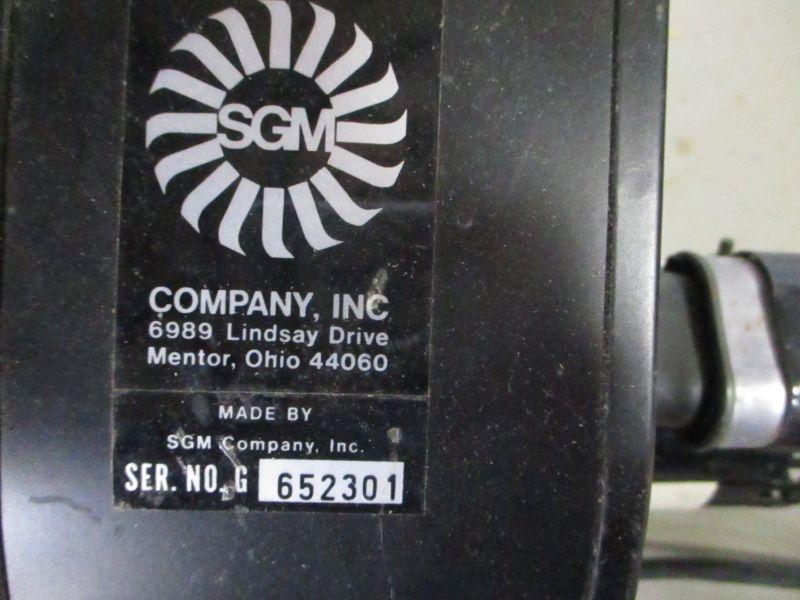 SGM
COMPANY, INC
6989 Lindsay Drive
Mentor, Ohio 44060
MADE BY
SGM Company, Inc.
SER. NO. G 652301